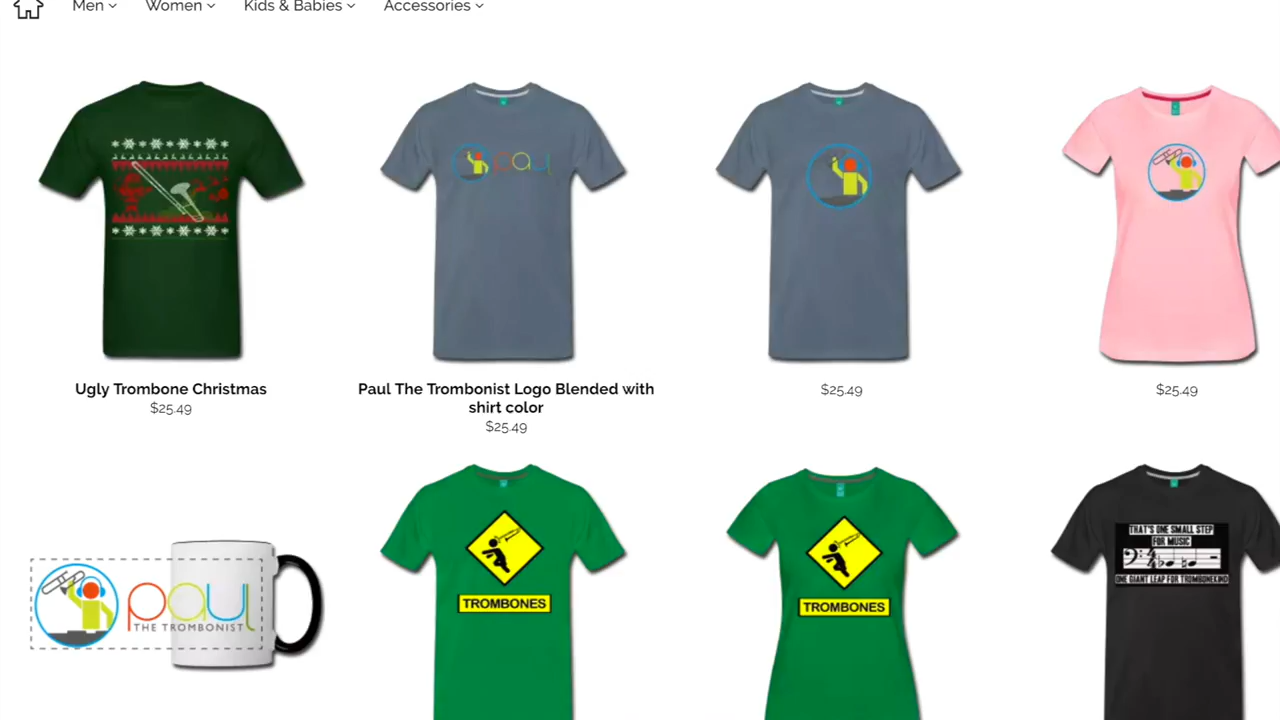 Men
Women
Kids & Babies
Accessories
paul
Ugly Trombone Christmas
$25.49
Paul The Trombonist Logo Blended with
shirt color
$25.49
$25.49
$25.49
paul
THE TROMBONIST
TROMBONES
TROMBONES
THAT'S ONE SMALL STEP
FOR MUSIC
ONE GIANT LEAP FOR TROMBONEKIND